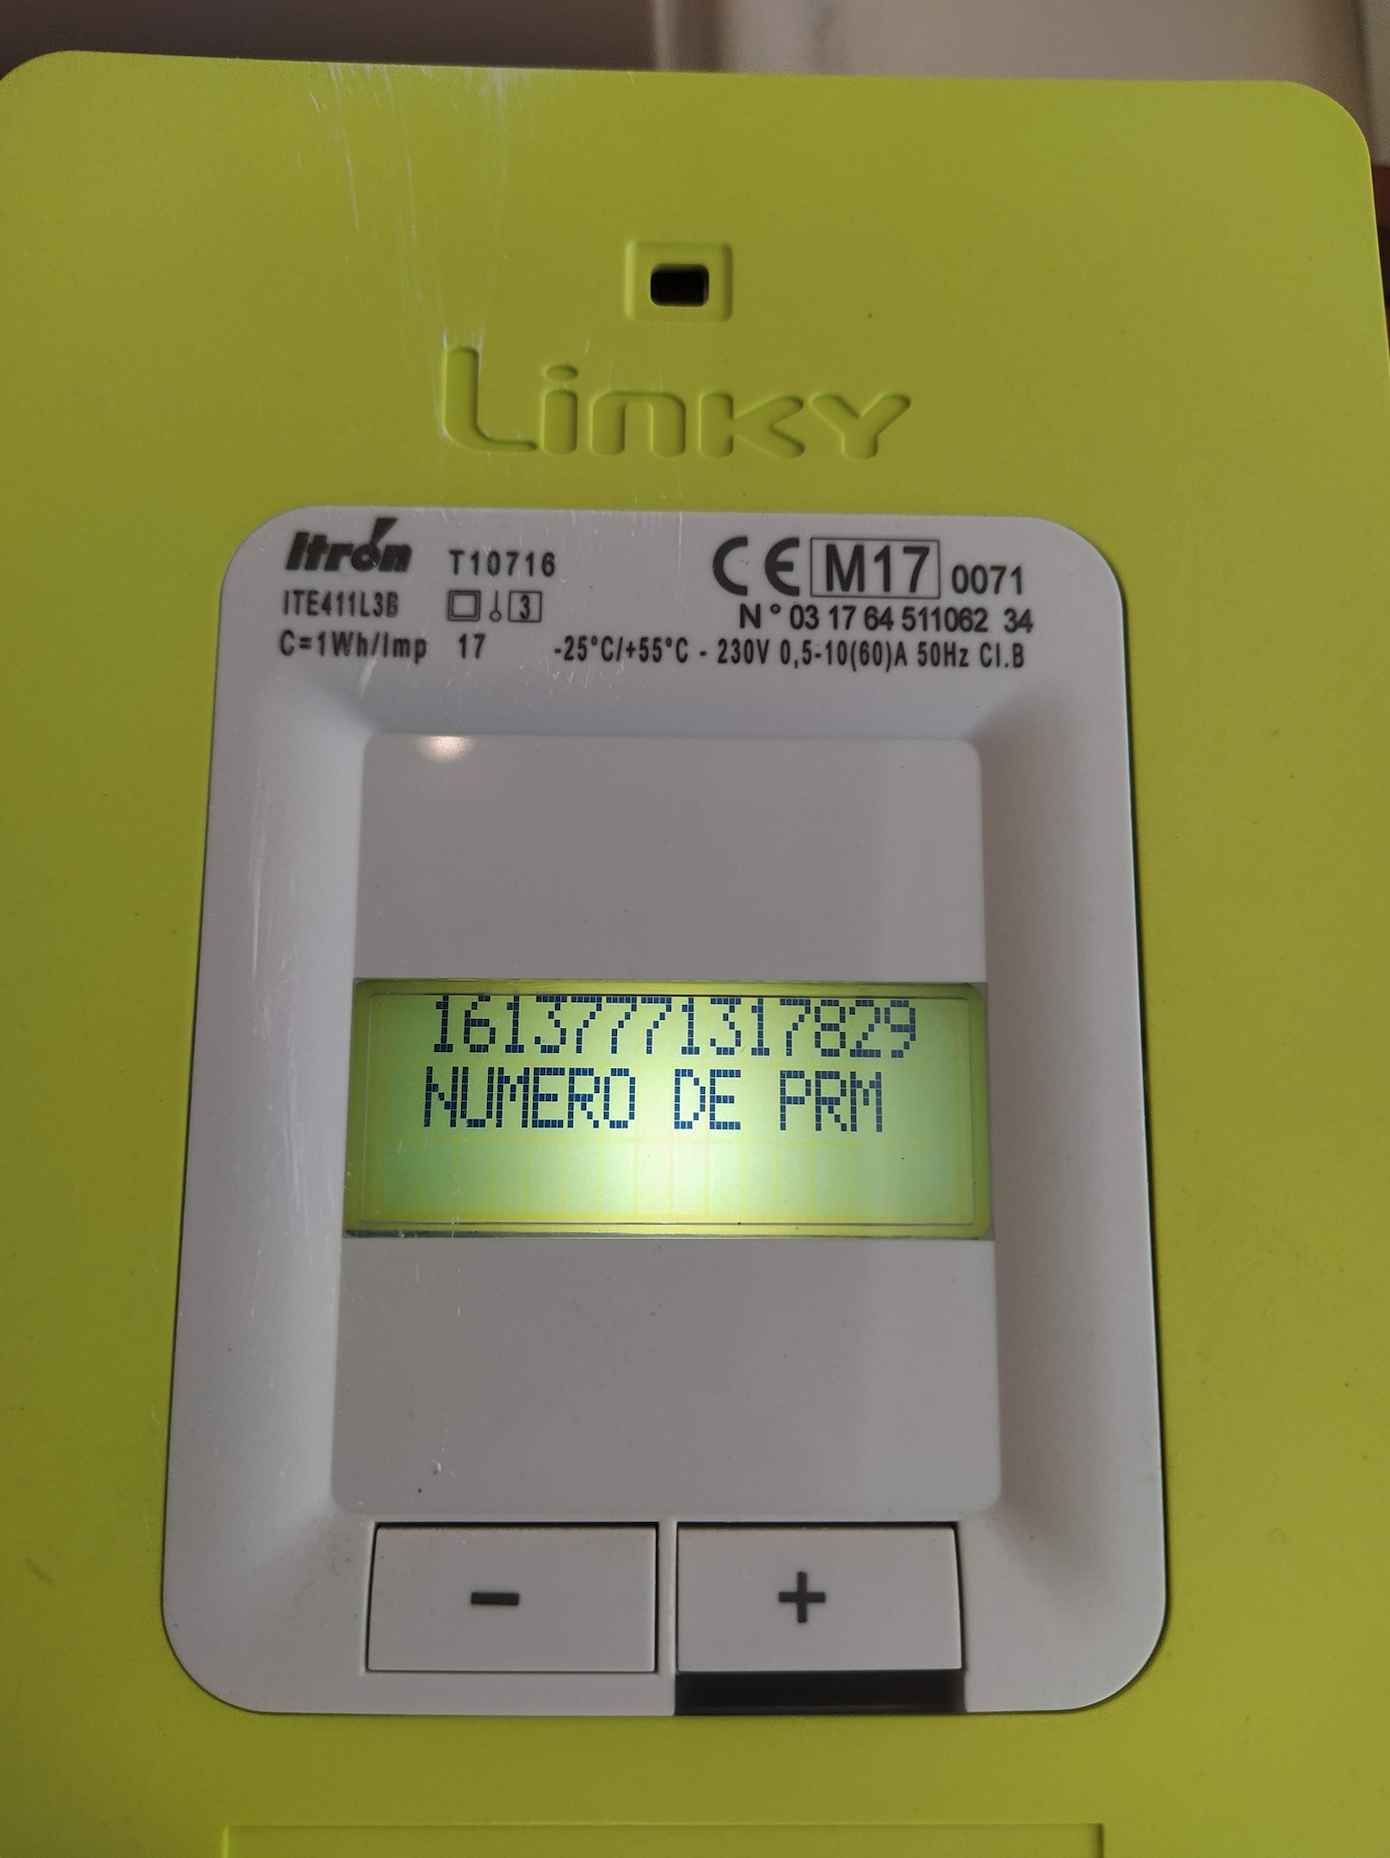 Linky
Itron T10716 CE M17 0071
ITE411L3B 3 N° 03 17 64 511062 34
C=1Wh/Imp 17 -25°C/+55°C - 230V 0,5-10(60)A 50Hz Cl.B
16137771317829
NUMERO DE PRM
- +